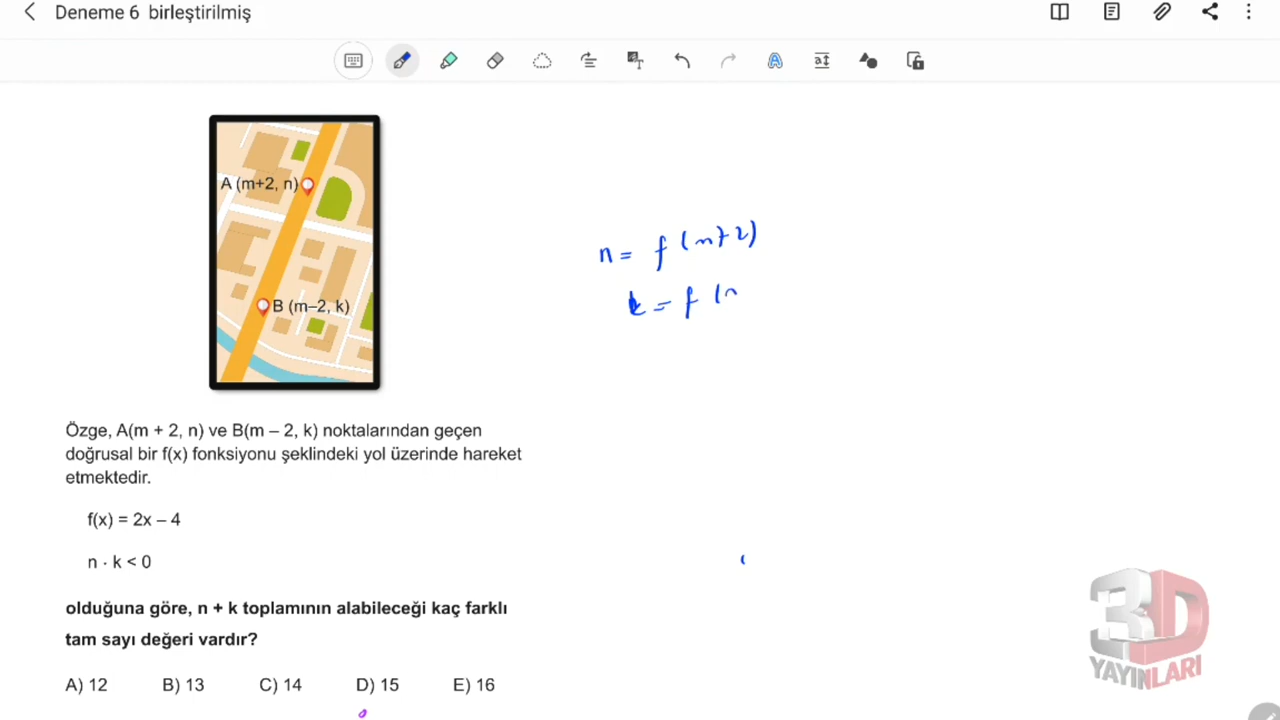 Deneme 6 birleştirilmiş
A (m+2, n)
B (m–2, k)
n = f (m+2)
k = f (n
Özge, A(m + 2, n) ve B(m – 2, k) noktalarından geçen
doğrusal bir f(x) fonksiyonu şeklindeki yol üzerinde hareket
etmektedir.
f(x) = 2x – 4
n · k < 0
olduğuna göre, n + k toplamının alabileceği kaç farklı
tam sayı değeri vardır?
A) 12 B) 13 C) 14 D) 15 E) 16
3D
YAYINLARI